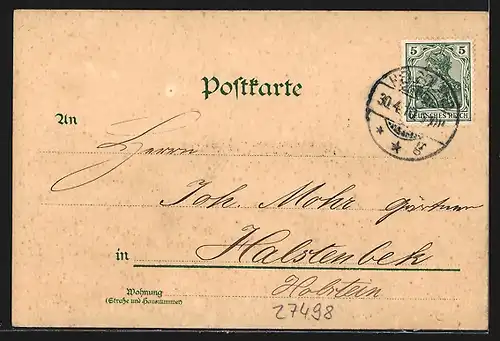 5 5
DEUTSCHES REICH
Postkarte
30.4.
An
Herrn
Joh. Mohr Gärtner
in Halstenbek
Holstein
Wohnung
(Straße und Hausnummer)
27498